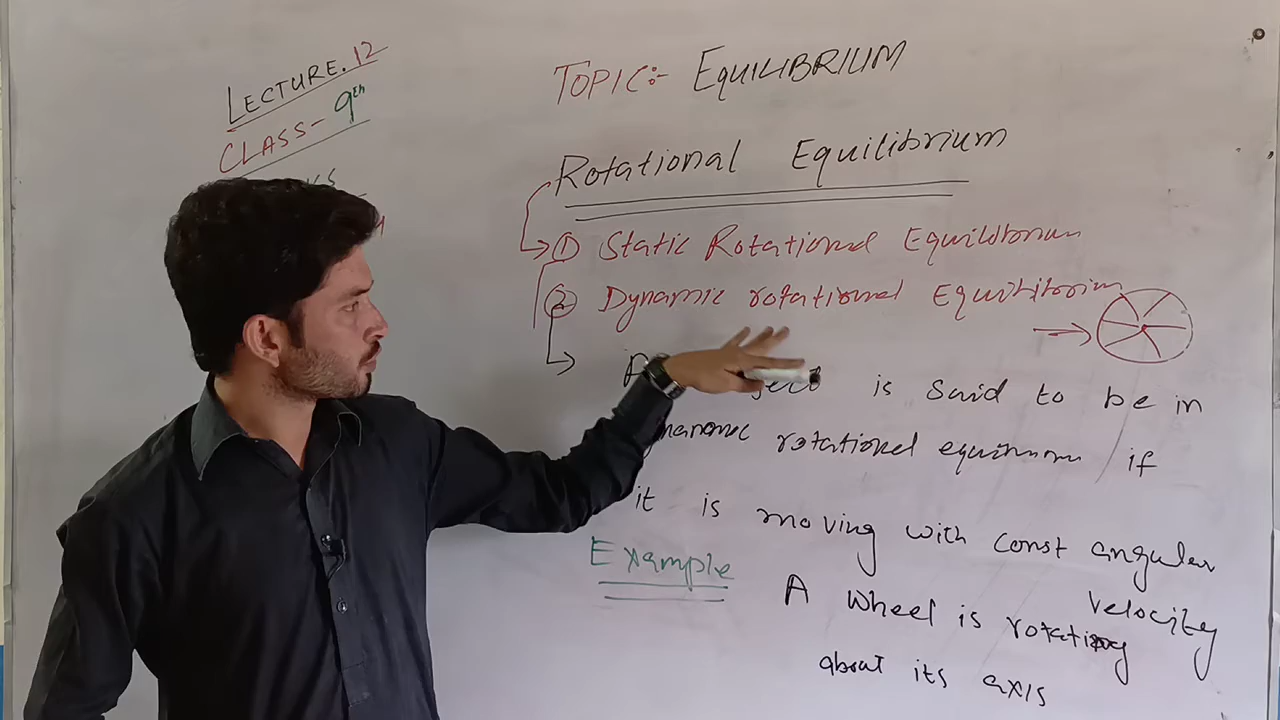 LECTURE.12
CLASS-9th
TOPIC:- EQUILIBRIUM
Rotational Equilibrium
① Static Rotational Equilibrium
② Dynamic rotational Equilibrium
is said to be in
rotational equilibrium if
it is moving with const angular
velocity
Example
A wheel is rotating
about its axis